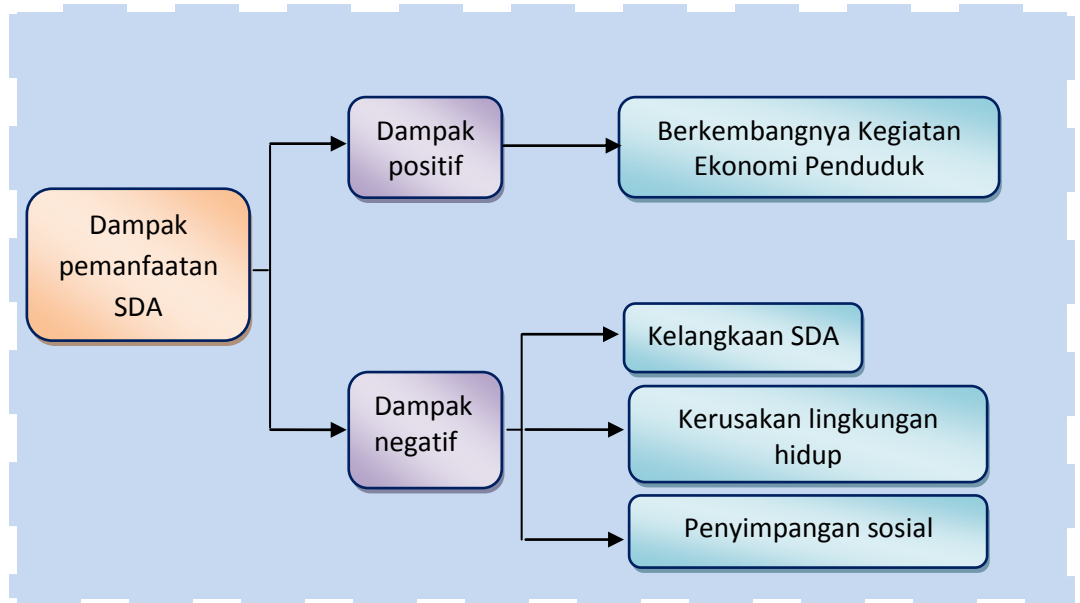 Dampak
pemanfaatan
SDA
Dampak
positif
Berkembangnya Kegiatan
Ekonomi Penduduk
Dampak
negatif
Kelangkaan SDA
Kerusakan lingkungan
hidup
Penyimpangan sosial